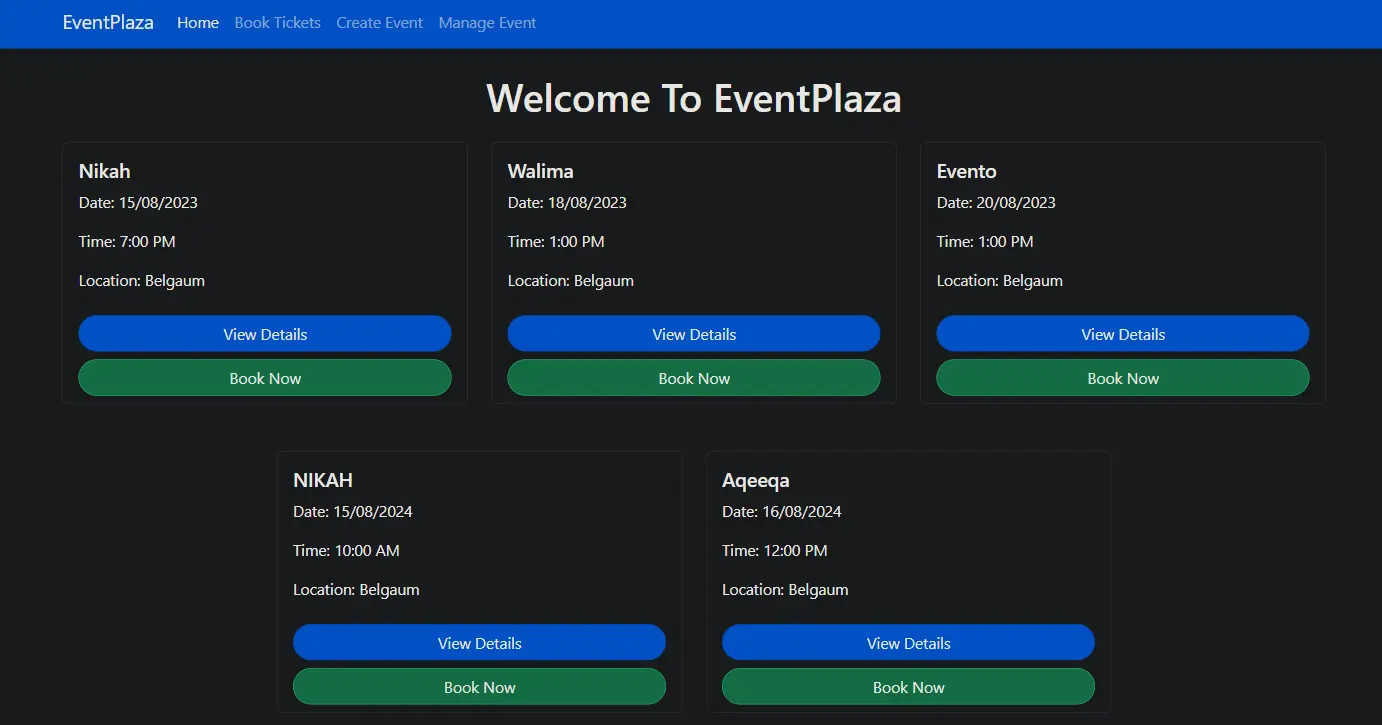 EventPlaza Home Book Tickets Create Event Manage Event
Welcome To EventPlaza
Nikah
Date: 15/08/2023
Time: 7:00 PM
Location: Belgaum
View Details
Book Now
Walima
Date: 18/08/2023
Time: 1:00 PM
Location: Belgaum
View Details
Book Now
Evento
Date: 20/08/2023
Time: 1:00 PM
Location: Belgaum
View Details
Book Now
NIKAH
Date: 15/08/2024
Time: 10:00 AM
Location: Belgaum
View Details
Book Now
Aqeeqa
Date: 16/08/2024
Time: 12:00 PM
Location: Belgaum
View Details
Book Now